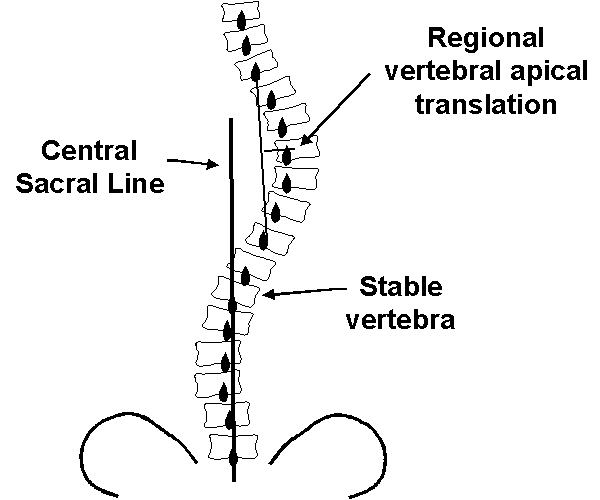 Regional
vertebral apical
translation
Central
Sacral Line
Stable
vertebra